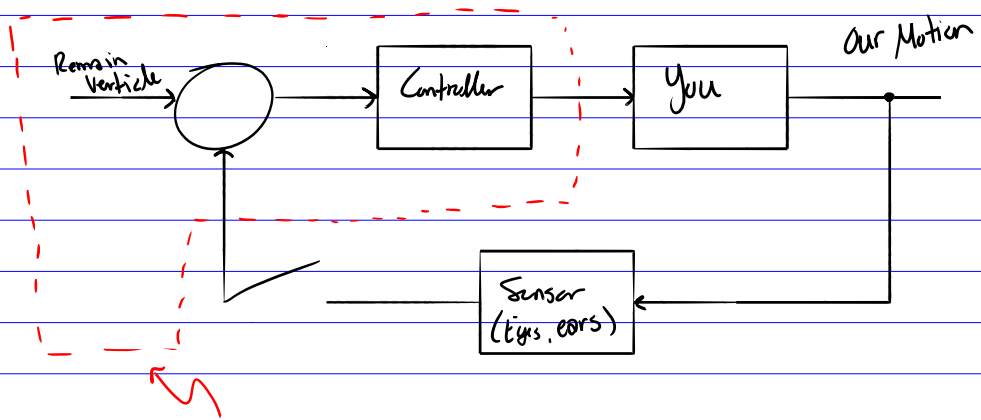 Remain
Verticle
Controller
You
Our Motion
Sensor
(Eyes, ears)